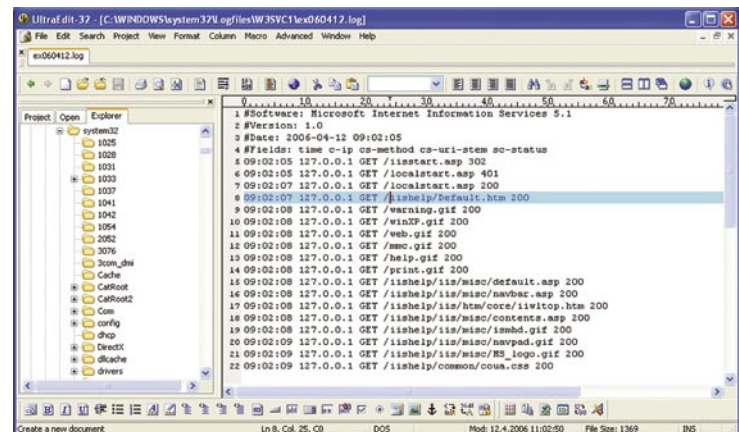 UltraEdit-32 - [C:\WINDOWS\system32\Logfiles\W3SVC1\ex060412.log]
File Edit Search Project View Format Column Macro Advanced Window Help
ex060412.log
Project Open Explorer
system32
1025
1028
1031
1033
1037
1041
1042
1054
2052
3076
3com_dmi
Cache
CatRoot
CatRoot2
Com
config
dhcp
DirectX
dllcache
drivers
0 10 20 30 40 50 60 70
1 #Software: Microsoft Internet Information Services 5.1
2 #Version: 1.0
3 #Date: 2006-04-12 09:02:05
4 #Fields: time c-ip cs-method cs-uri-stem sc-status
5 09:02:05 127.0.0.1 GET /iisstart.asp 302
6 09:02:05 127.0.0.1 GET /localstart.asp 401
7 09:02:07 127.0.0.1 GET /localstart.asp 200
8 09:02:07 127.0.0.1 GET /iishelp/Default.htm 200
9 09:02:08 127.0.0.1 GET /warning.gif 200
10 09:02:08 127.0.0.1 GET /winXP.gif 200
11 09:02:08 127.0.0.1 GET /web.gif 200
12 09:02:08 127.0.0.1 GET /mmc.gif 200
13 09:02:08 127.0.0.1 GET /help.gif 200
14 09:02:08 127.0.0.1 GET /print.gif 200
15 09:02:08 127.0.0.1 GET /iishelp/iis/misc/default.asp 200
16 09:02:08 127.0.0.1 GET /iishelp/iis/misc/navbar.asp 200
17 09:02:08 127.0.0.1 GET /iishelp/iis/htm/core/iiwltop.htm 200
18 09:02:08 127.0.0.1 GET /iishelp/iis/misc/contents.asp 200
19 09:02:08 127.0.0.1 GET /iishelp/iis/misc/ismhd.gif 200
20 09:02:09 127.0.0.1 GET /iishelp/iis/misc/navpad.gif 200
21 09:02:09 127.0.0.1 GET /iishelp/iis/misc/MS_logo.gif 200
22 09:02:09 127.0.0.1 GET /iishelp/common/coua.css 200
Create a new document Ln 8, Col. 25, C0 DOS Mod: 12.4.2006 11:02:50 File Size: 1369 INS